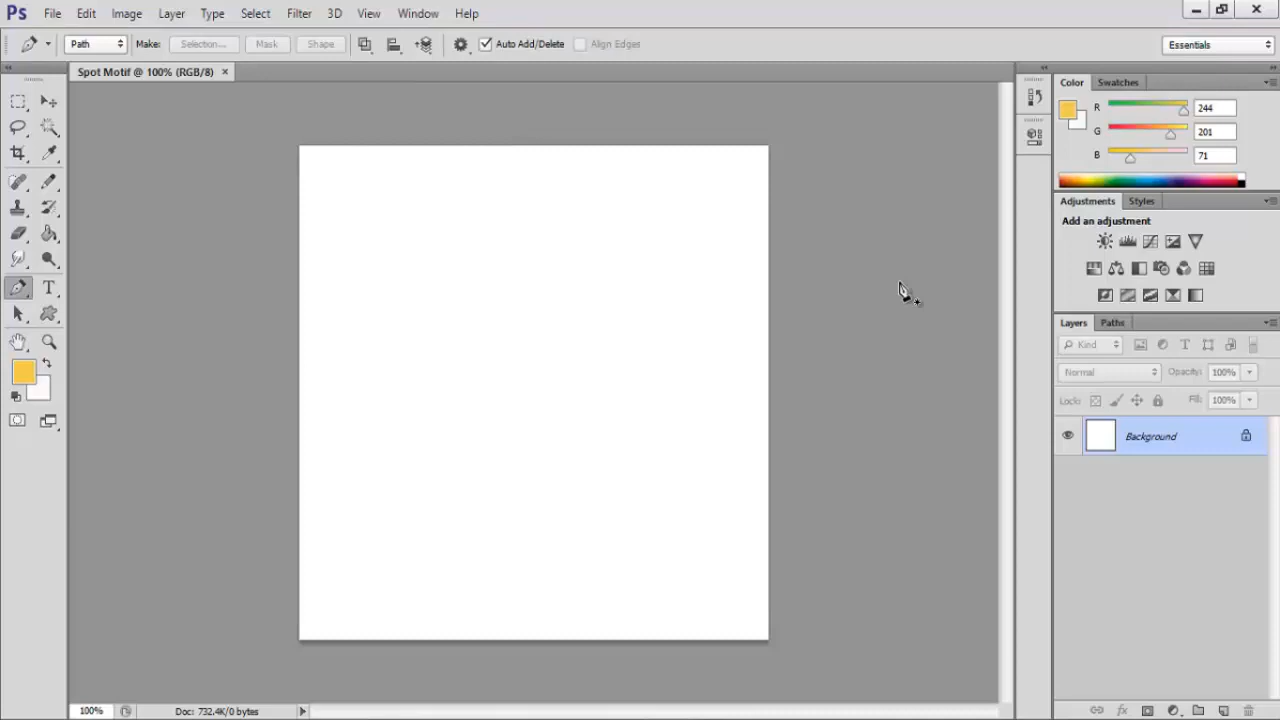 Ps File Edit Image Layer Type Select Filter 3D View Window Help
Path Make: Selection... Mask Shape Auto Add/Delete Align Edges Essentials
Spot Motif @ 100% (RGB/8) ×
Color Swatches
R 244
G 201
B 71
Adjustments Styles
Add an adjustment
Layers Paths
Kind
Normal Opacity: 100%
Lock: Fill: 100%
Background
100% Doc: 732.4K/0 bytes